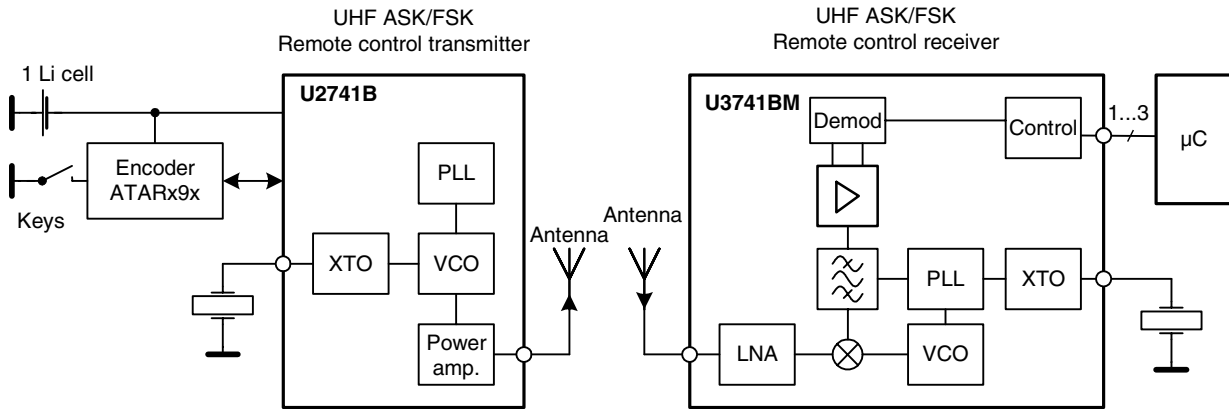 UHF ASK/FSK
Remote control transmitter
1 Li cell
U2741B
Encoder
ATARx9x
Keys
PLL
XTO
VCO
Power
amp.
Antenna
UHF ASK/FSK
Remote control receiver
U3741BM
Antenna
Demod
Control
1...3
µC
PLL
XTO
LNA
VCO